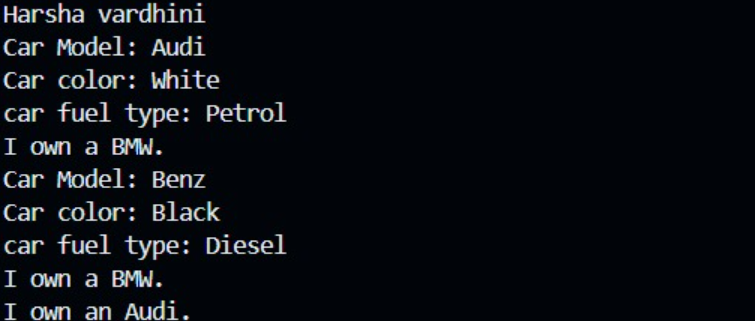 Harsha vardhini
Car Model: Audi
Car color: White
car fuel type: Petrol
I own a BMW.
Car Model: Benz
Car color: Black
car fuel type: Diesel
I own a BMW.
I own an Audi.